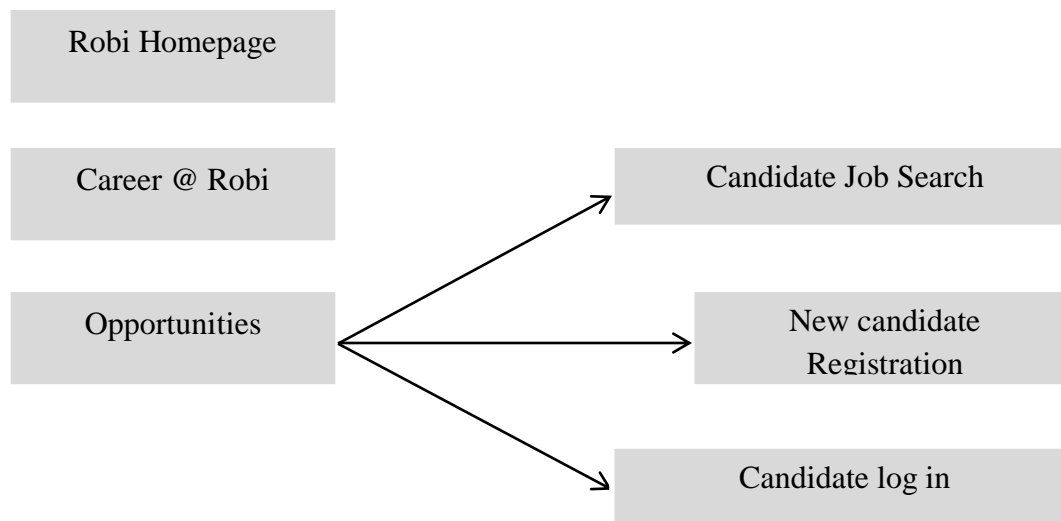 Robi Homepage
Career @ Robi
Opportunities
Candidate Job Search
New candidate
Registration
Candidate log in